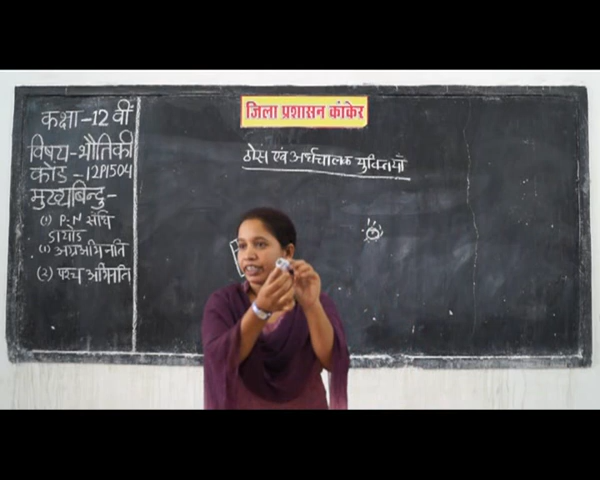 जिला प्रशासन कांकेर
कक्षा-12 वीं
विषय-भौतिकी
कोड -12P1504
मुख्यबिन्दु-
(1) P-N संधि
डायोड
(1) अग्रअभिनति
(2) पश्च अभिनति
ठोस एवं अर्धचालक युक्तियाँ